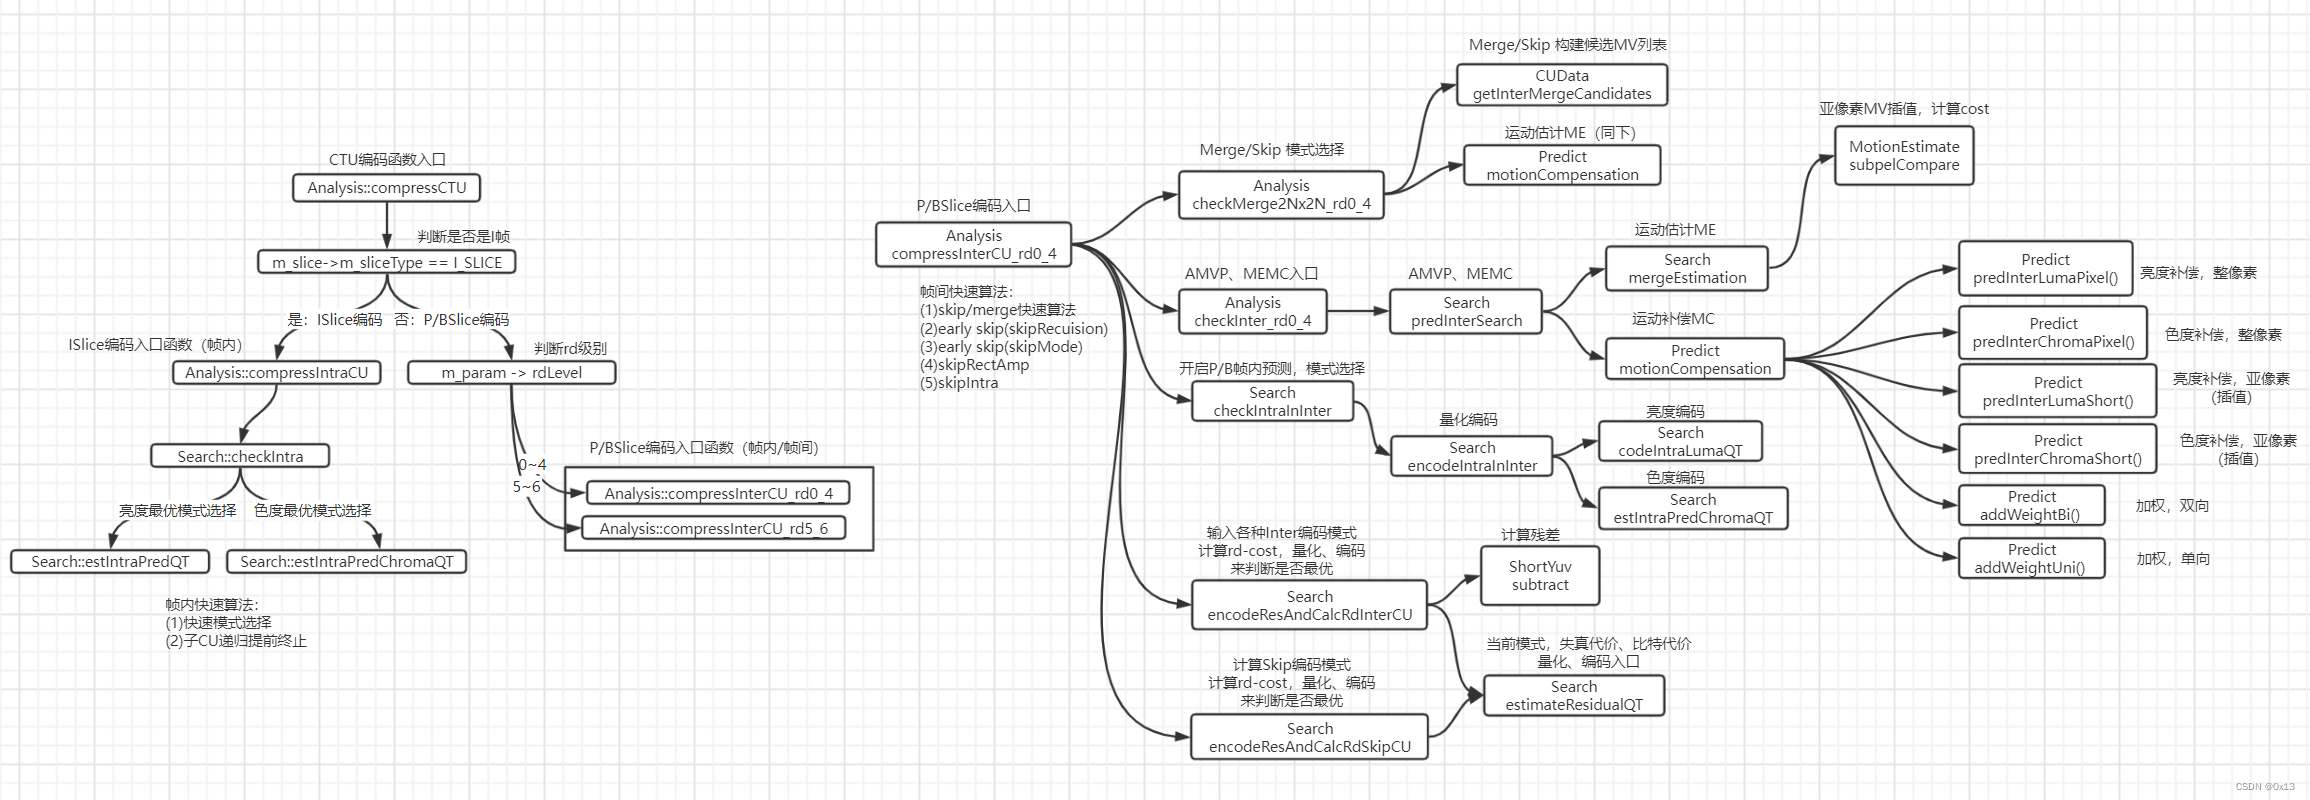 CTU编码函数入口
Analysis::compressCTU
判断是否是I帧
m_slice->m_sliceType == I_SLICE
是：ISlice编码
否：P/BSlice编码
ISlice编码入口函数（帧内）
Analysis::compressIntraCU
判断rd级别
m_param -> rdLevel
Search::checkIntra
亮度最优模式选择
色度最优模式选择
Search::estIntraPredQT
Search::estIntraPredChromaQT
帧内快速算法：
(1)快速模式选择
(2)子CU递归提前终止
P/BSlice编码入口函数（帧内/帧间）
0~4
5~6
Analysis::compressInterCU_rd0_4
Analysis::compressInterCU_rd5_6
P/BSlice编码入口
Analysis
compressInterCU_rd0_4
帧间快速算法：
(1)skip/merge快速算法
(2)early skip(skipRecuision)
(3)early skip(skipMode)
(4)skipRectAmp
(5)skipIntra
Merge/Skip 模式选择
Analysis
checkMerge2Nx2N_rd0_4
Merge/Skip 构建候选MV列表
CUData
getInterMergeCandidates
运动估计ME（同下）
Predict
motionCompensation
AMVP、MEMC入口
Analysis
checkInter_rd0_4
AMVP、MEMC
Search
predInterSearch
运动估计ME
Search
mergeEstimation
亚像素MV插值，计算cost
MotionEstimate
subpelCompare
运动补偿MC
Predict
motionCompensation
Predict
predInterLumaPixel()
亮度补偿，整像素
Predict
predInterChromaPixel()
色度补偿，整像素
Predict
predInterLumaShort()
亮度补偿，亚像素
（插值）
Predict
predInterChromaShort()
色度补偿，亚像素
（插值）
Predict
addWeightBi()
加权，双向
Predict
addWeightUni()
加权，单向
开启P/B帧内预测，模式选择
Search
checkIntraInInter
量化编码
Search
encodeIntraInInter
亮度编码
Search
codeIntraLumaQT
色度编码
Search
estIntraPredChromaQT
输入各种Inter编码模式
计算rd-cost，量化、编码
来判断是否最优
Search
encodeResAndCalcRdInterCU
计算残差
ShortYuv
subtract
当前模式，失真代价、比特代价
量化、编码入口
Search
estimateResidualQT
计算Skip编码模式
计算rd-cost，量化、编码
来判断是否最优
Search
encodeResAndCalcRdSkipCU
CSDN @0x13